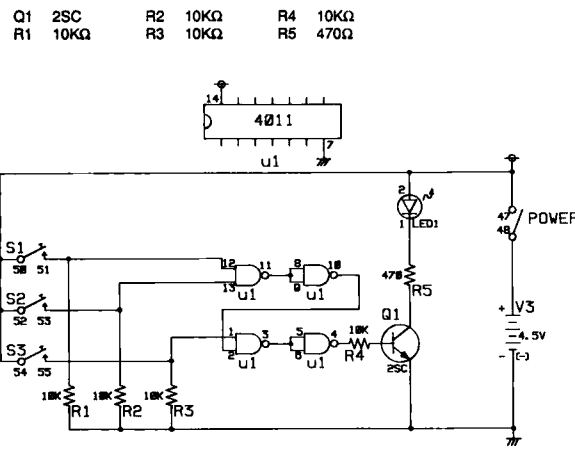 Q1 2SC R2 10KΩ R4 10KΩ
R1 10KΩ R3 10KΩ R5 470Ω
14
4011
7
u1
2
1 LED1
47
48
POWER
S1
50 51
12
13
11
8
9
10
u1
u1
470
R5
S2
52 53
Q1
V3
+
4.5V
- (-)
S3
54 55
1
2
3
5
6
4
10K
R4
u1
u1
2SC
10K R1
10K R2
10K R3